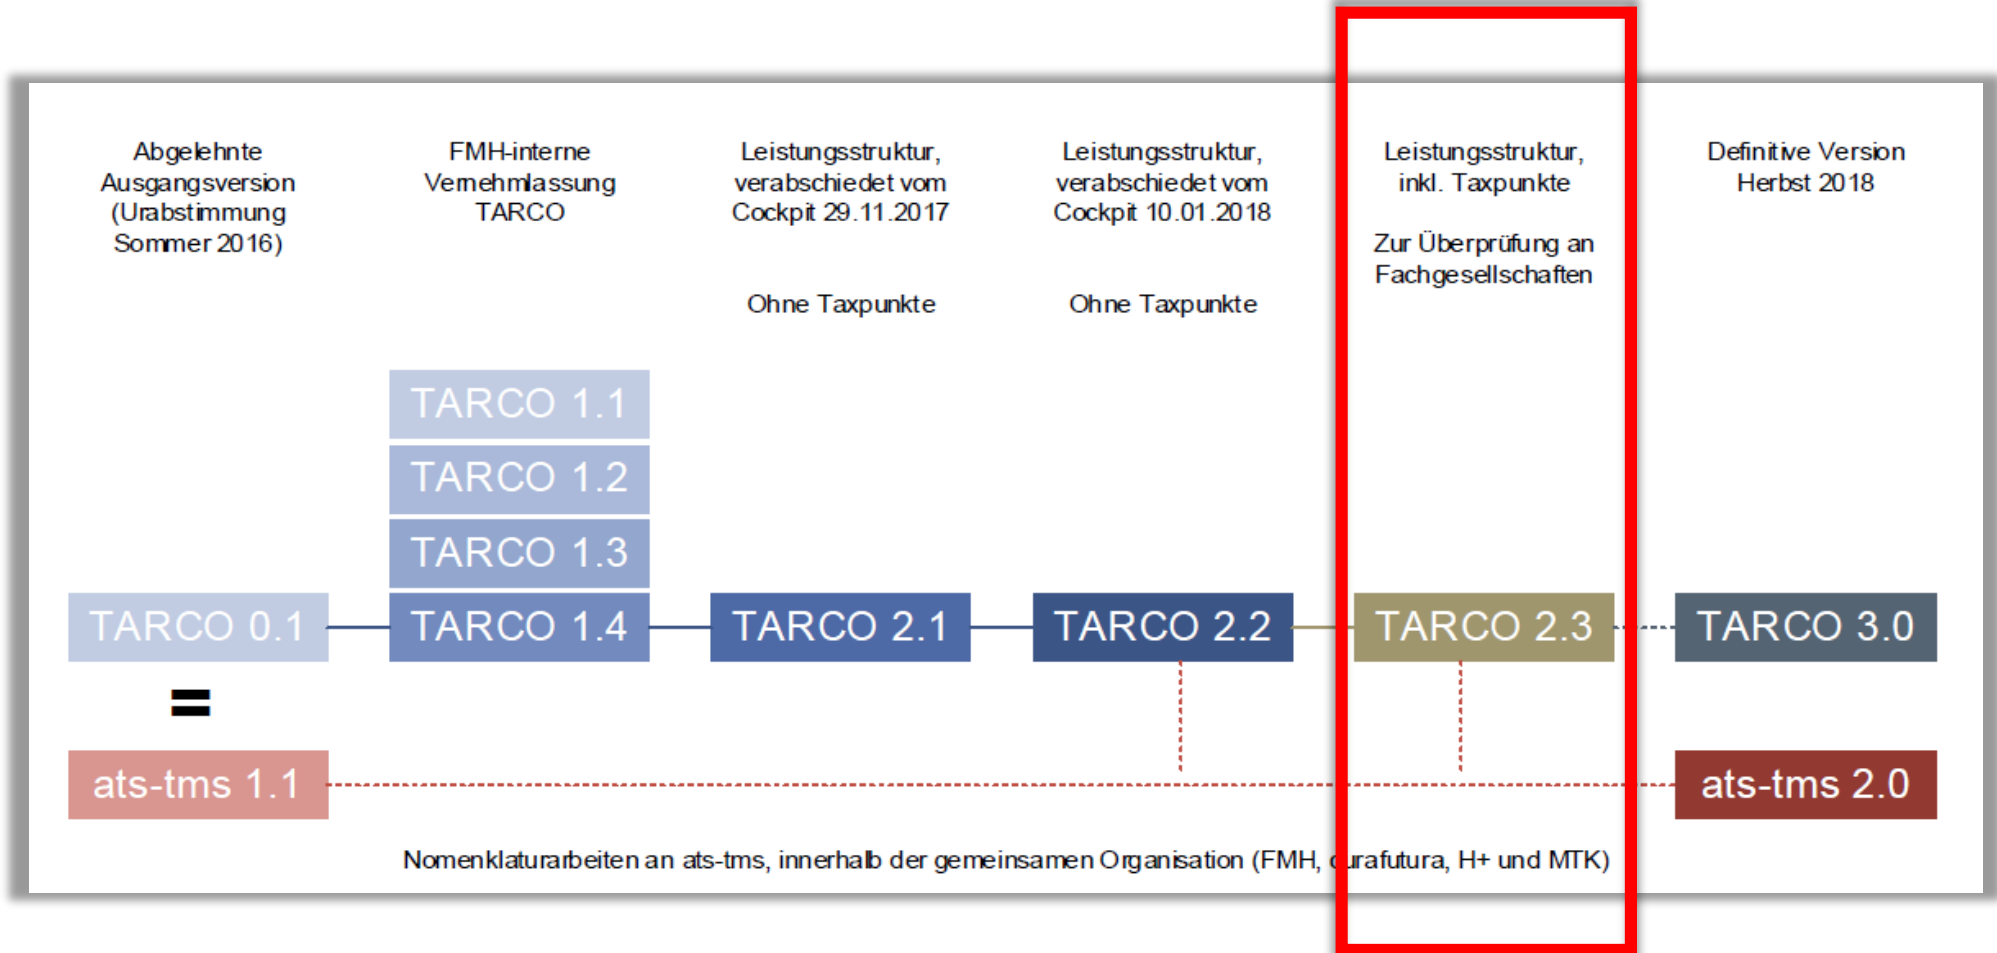 Abgelehnte
Ausgangsversion
(Urabstimmung
Sommer 2016)
FMH-interne
Vernehmlassung
TARCO
Leistungsstruktur,
verabschiedet vom
Cockpit 29.11.2017
Ohne Taxpunkte
Leistungsstruktur,
verabschiedet vom
Cockpit 10.01.2018
Ohne Taxpunkte
Leistungsstruktur,
inkl. Taxpunkte
Zur Überprüfung an
Fachgesellschaften
Definitive Version
Herbst 2018
TARCO 1.1
TARCO 1.2
TARCO 1.3
TARCO 0.1
TARCO 1.4
TARCO 2.1
TARCO 2.2
TARCO 2.3
TARCO 3.0
=
ats-tms 1.1
ats-tms 2.0
Nomenklaturarbeiten an ats-tms, innerhalb der gemeinsamen Organisation (FMH, curafutura, H+ und MTK)